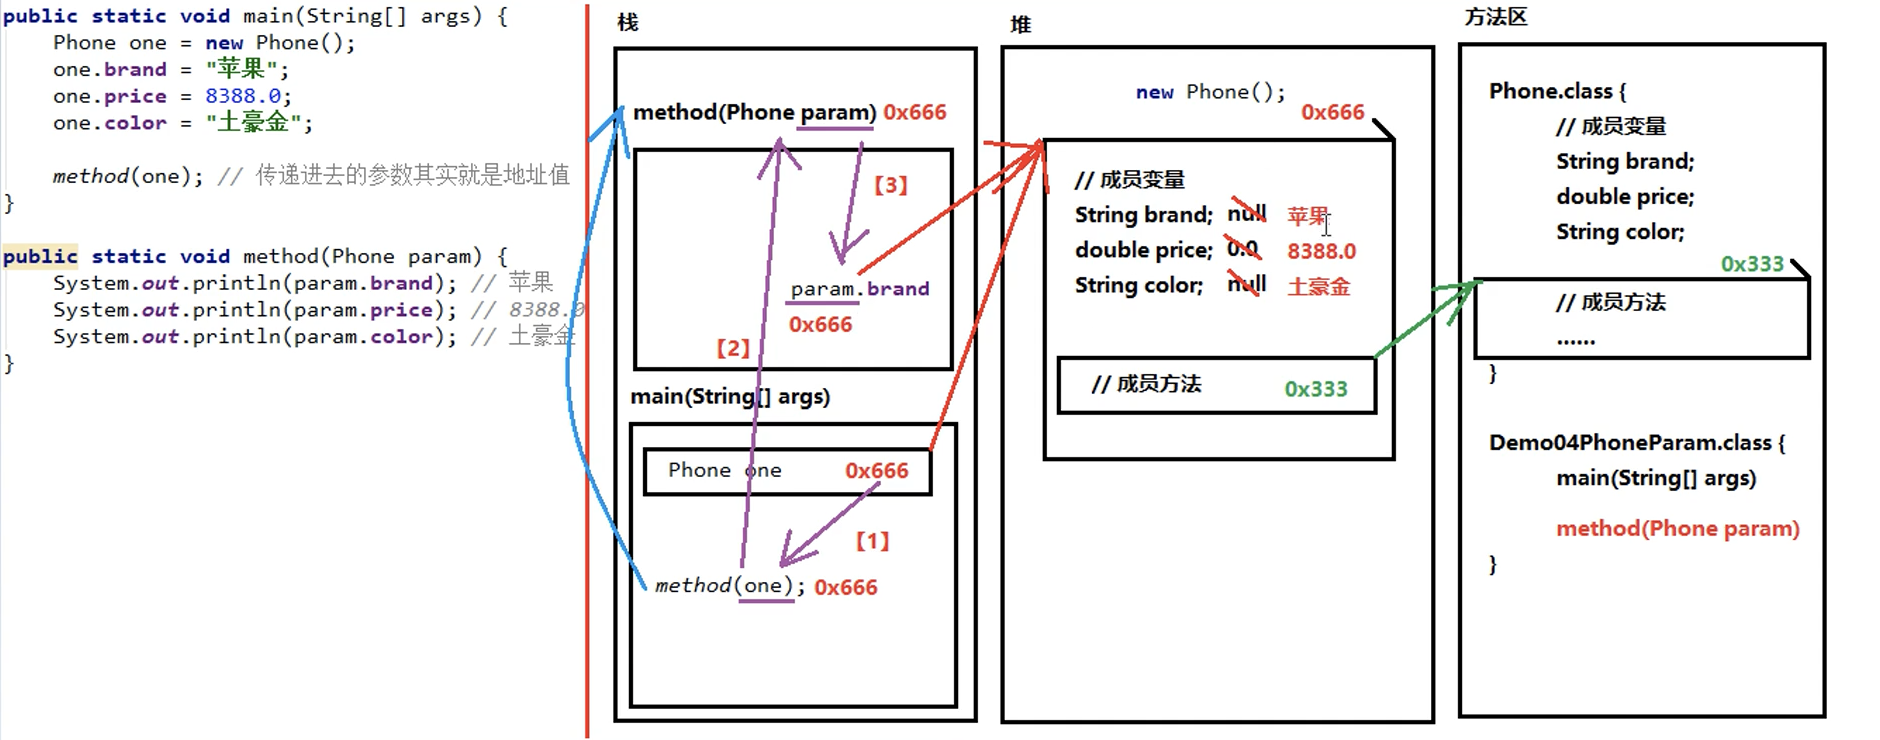 public static void main(String[] args) {
Phone one = new Phone();
one.brand = "苹果";
one.price = 8388.0;
one.color = "土豪金";
method(one); // 传递进去的参数其实就是地址值
}
public static void method(Phone param) {
System.out.println(param.brand); // 苹果
System.out.println(param.price); // 8388.0
System.out.println(param.color); // 土豪金
}
栈
method(Phone param) 0x666
【3】
param.brand
0x666
【2】
main(String[] args)
Phone one 0x666
【1】
method(one); 0x666
堆
new Phone();
0x666
// 成员变量
String brand; null 苹果
double price; 0.0 8388.0
String color; null 土豪金
// 成员方法 0x333
方法区
Phone.class {
// 成员变量
String brand;
double price;
String color;
0x333
// 成员方法
......
}
Demo04PhoneParam.class {
main(String[] args)
method(Phone param)
}